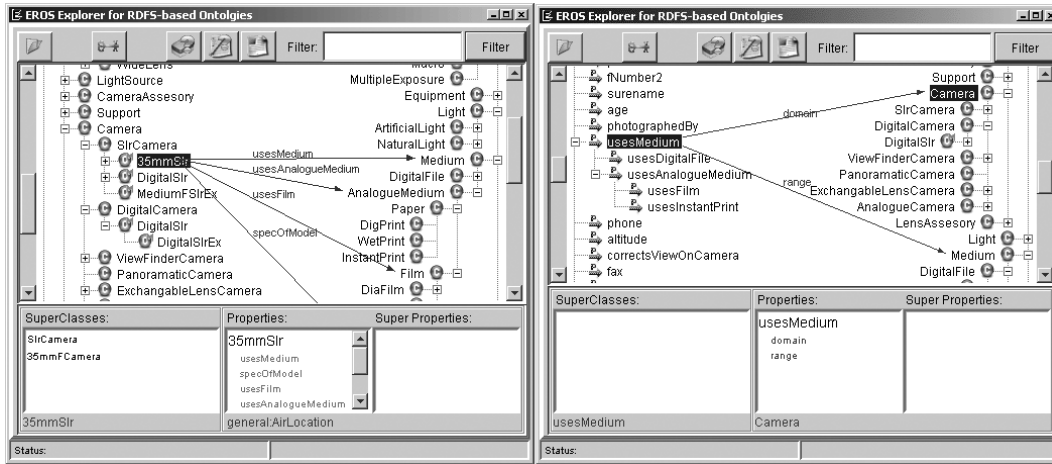 EROS Explorer for RDFS-based Ontolgies
Filter:
Filter
WideLens
LightSource
CameraAssesory
Support
Camera
SlrCamera
35mmSlr
DigitalSlr
MediumFSlrEx
DigitalCamera
DigitalSlr
DigitalSlrEx
ViewFinderCamera
PanoramaticCamera
ExchangableLensCamera
usesMedium
usesAnalogueMedium
usesFilm
specOfModel
Macro
MultipleExposure
Equipment
Light
ArtificialLight
NaturalLight
Medium
DigitalFile
AnalogueMedium
Paper
DigPrint
WetPrint
InstantPrint
Film
DiaFilm
SuperClasses:
SlrCamera
35mmFCamera
35mmSlr
Properties:
35mmSlr
usesMedium
specOfModel
usesFilm
usesAnalogueMedium
general:AirLocation
Super Properties:
Status:
EROS Explorer for RDFS-based Ontolgies
Filter:
Filter
fNumber2
surename
age
photographedBy
usesMedium
usesDigitalFile
usesAnalogueMedium
usesFilm
usesInstantPrint
phone
altitude
correctsViewOnCamera
fax
domain
range
Support
Camera
SlrCamera
DigitalCamera
DigitalSlr
ViewFinderCamera
PanoramaticCamera
ExchangableLensCamera
AnalogueCamera
LensAssesory
Light
Medium
DigitalFile
SuperClasses:
usesMedium
Properties:
usesMedium
domain
range
Camera
Super Properties:
Status: